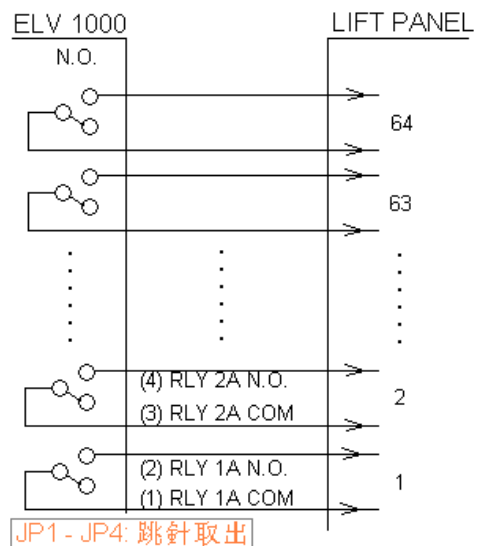 ELV 1000
LIFT PANEL
N.O.
64
63
(4) RLY 2A N.O.
(3) RLY 2A COM
2
(2) RLY 1A N.O.
(1) RLY 1A COM
1
JP1 - JP4: 跳針取出